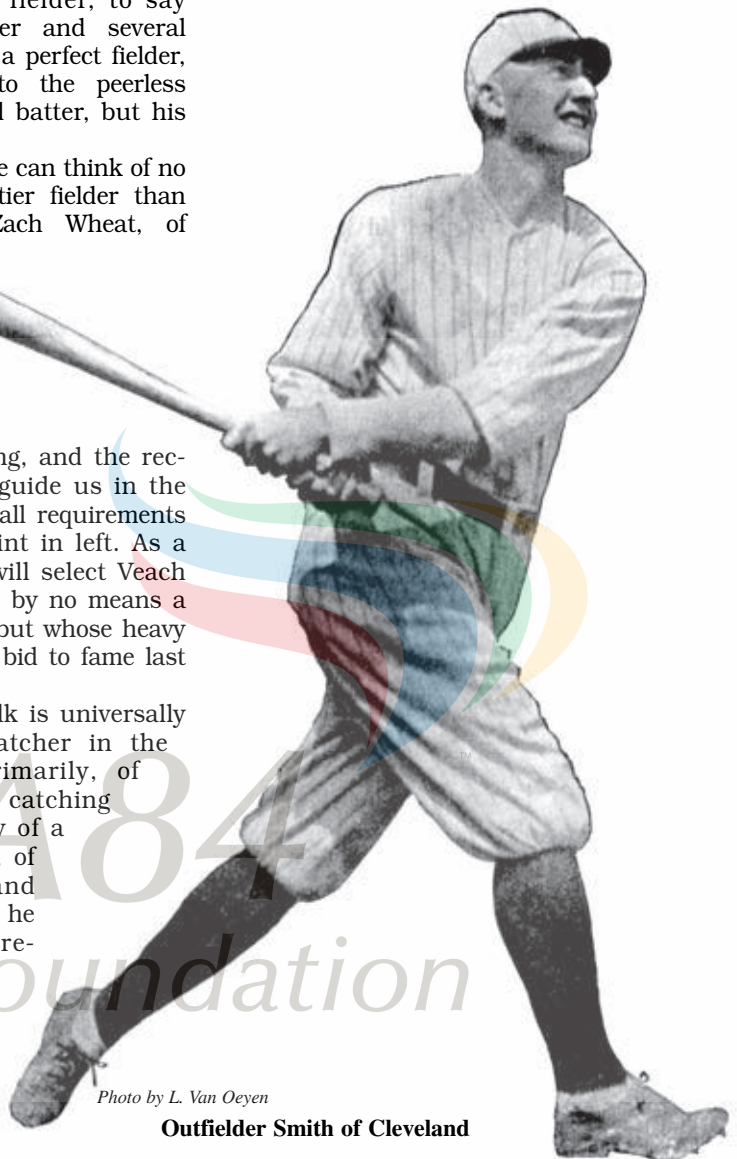 fielder, to say
er and several
a perfect fielder,
to the peerless
l batter, but his
e can think of no
tier fielder than
Zach Wheat, of
ng, and the rec-
guide us in the
all requirements
int in left. As a
will select Veach
by no means a
but whose heavy
bid to fame last
lk is universally
atcher in the
rimarily, of
catching
y of a
of
and
he
re-
A84
oundation
TM
Photo by L. Van Oeyen
Outfielder Smith of Cleveland